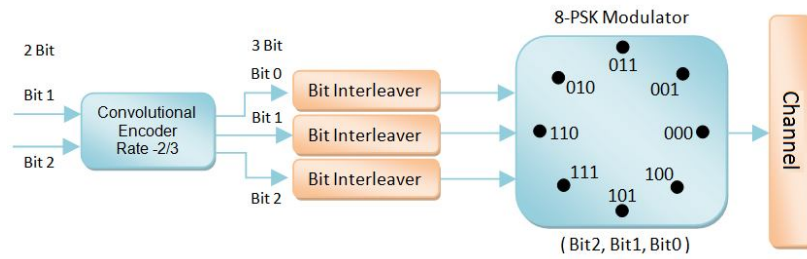 8-PSK Modulator
2 Bit
3 Bit
Bit 1
Bit 2
Convolutional
Encoder
Rate -2/3
Bit 0
Bit 1
Bit 2
Bit Interleaver
Bit Interleaver
Bit Interleaver
011
010
001
110
000
111
101
100
( Bit2, Bit1, Bit0 )
Channel